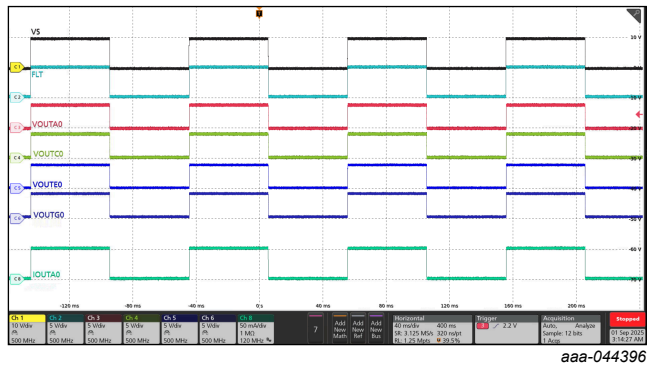 VS
10 V
C1
FLT
C2
-10 V
VOUTA0
C3
-20 V
VOUTC0
C4
-30 V
VOUTE0
C5
-40 V
VOUTG0
C6
-50 V
-60 V
IOUTA0
C8
-70 V
-120 ms -80 ms -40 ms 0 s 40 ms 80 ms 120 ms 160 ms 200 ms
Ch 1 Ch 2 Ch 3 Ch 4 Ch 5 Ch 6 Ch 8 Horizontal Trigger Acquisition Stopped
10 V/div 5 V/div 5 V/div 5 V/div 5 V/div 5 V/div 50 mA/div 7 Add New Math Add New Ref Add New Bus 40 ms/div 400 ms 3 2.2 V Auto, Analyze
1 MΩ SR: 3.125 MS/s 320 ns/pt Sample: 12 bits 01 Sep 2025
500 MHz 500 MHz 500 MHz 500 MHz 500 MHz 500 MHz 120 MHz RL: 1.25 Mpts 39.5% 1 Acqs 3:14:27 AM
aaa-044396